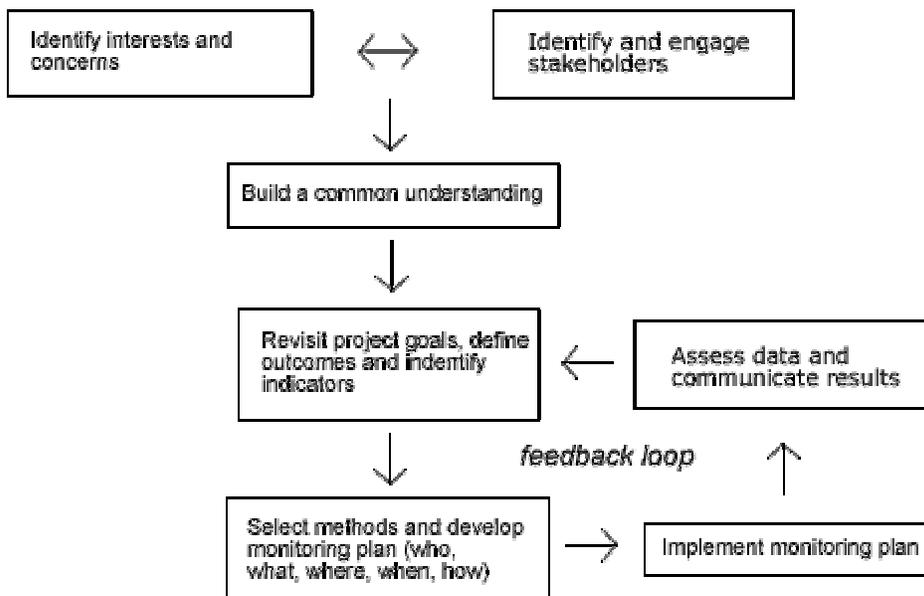 Identify interests and
concerns
Identify and engage
stakeholders
Build a common understanding
Revisit project goals, define
outcomes and indentify
indicators
Assess data and
communicate results
feedback loop
Select methods and develop
monitoring plan (who,
what, where, when, how)
Implement monitoring plan